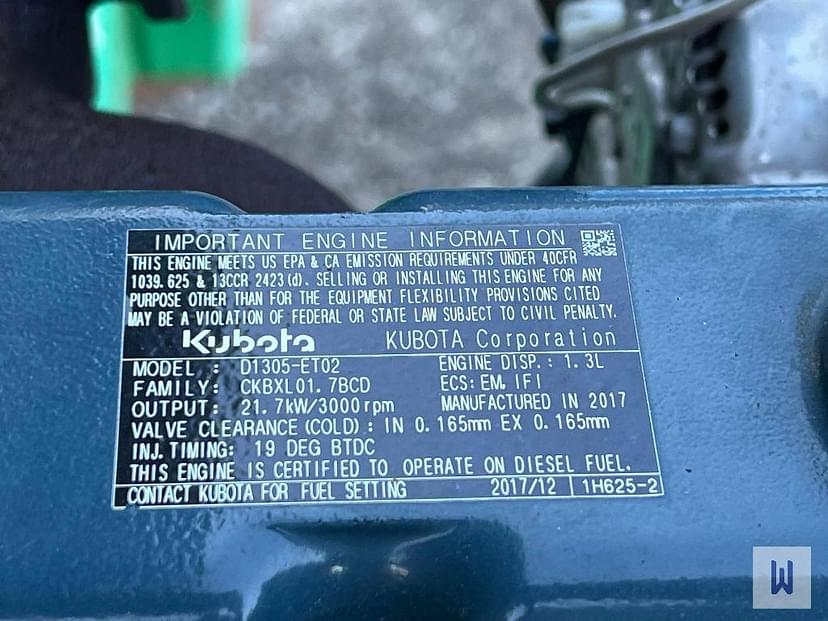 IMPORTANT ENGINE INFORMATION
THIS ENGINE MEETS US EPA & CA EMISSION REQUIREMENTS UNDER 40CFR
1039.625 & 13CCR 2423(d). SELLING OR INSTALLING THIS ENGINE FOR ANY
PURPOSE OTHER THAN FOR THE EQUIPMENT FLEXIBILITY PROVISIONS CITED
MAY BE A VIOLATION OF FEDERAL OR STATE LAW SUBJECT TO CIVIL PENALTY.
Kubota KUBOTA Corporation
MODEL : D1305-ET02 ENGINE DISP.: 1.3L
FAMILY: CKBXL01.7BCD ECS: EM, IFI
OUTPUT: 21.7kW/3000rpm MANUFACTURED IN 2017
VALVE CLEARANCE (COLD): IN 0.165mm EX 0.165mm
INJ. TIMING: 19 DEG BTDC
THIS ENGINE IS CERTIFIED TO OPERATE ON DIESEL FUEL.
CONTACT KUBOTA FOR FUEL SETTING 2017/12 1H625-2
W